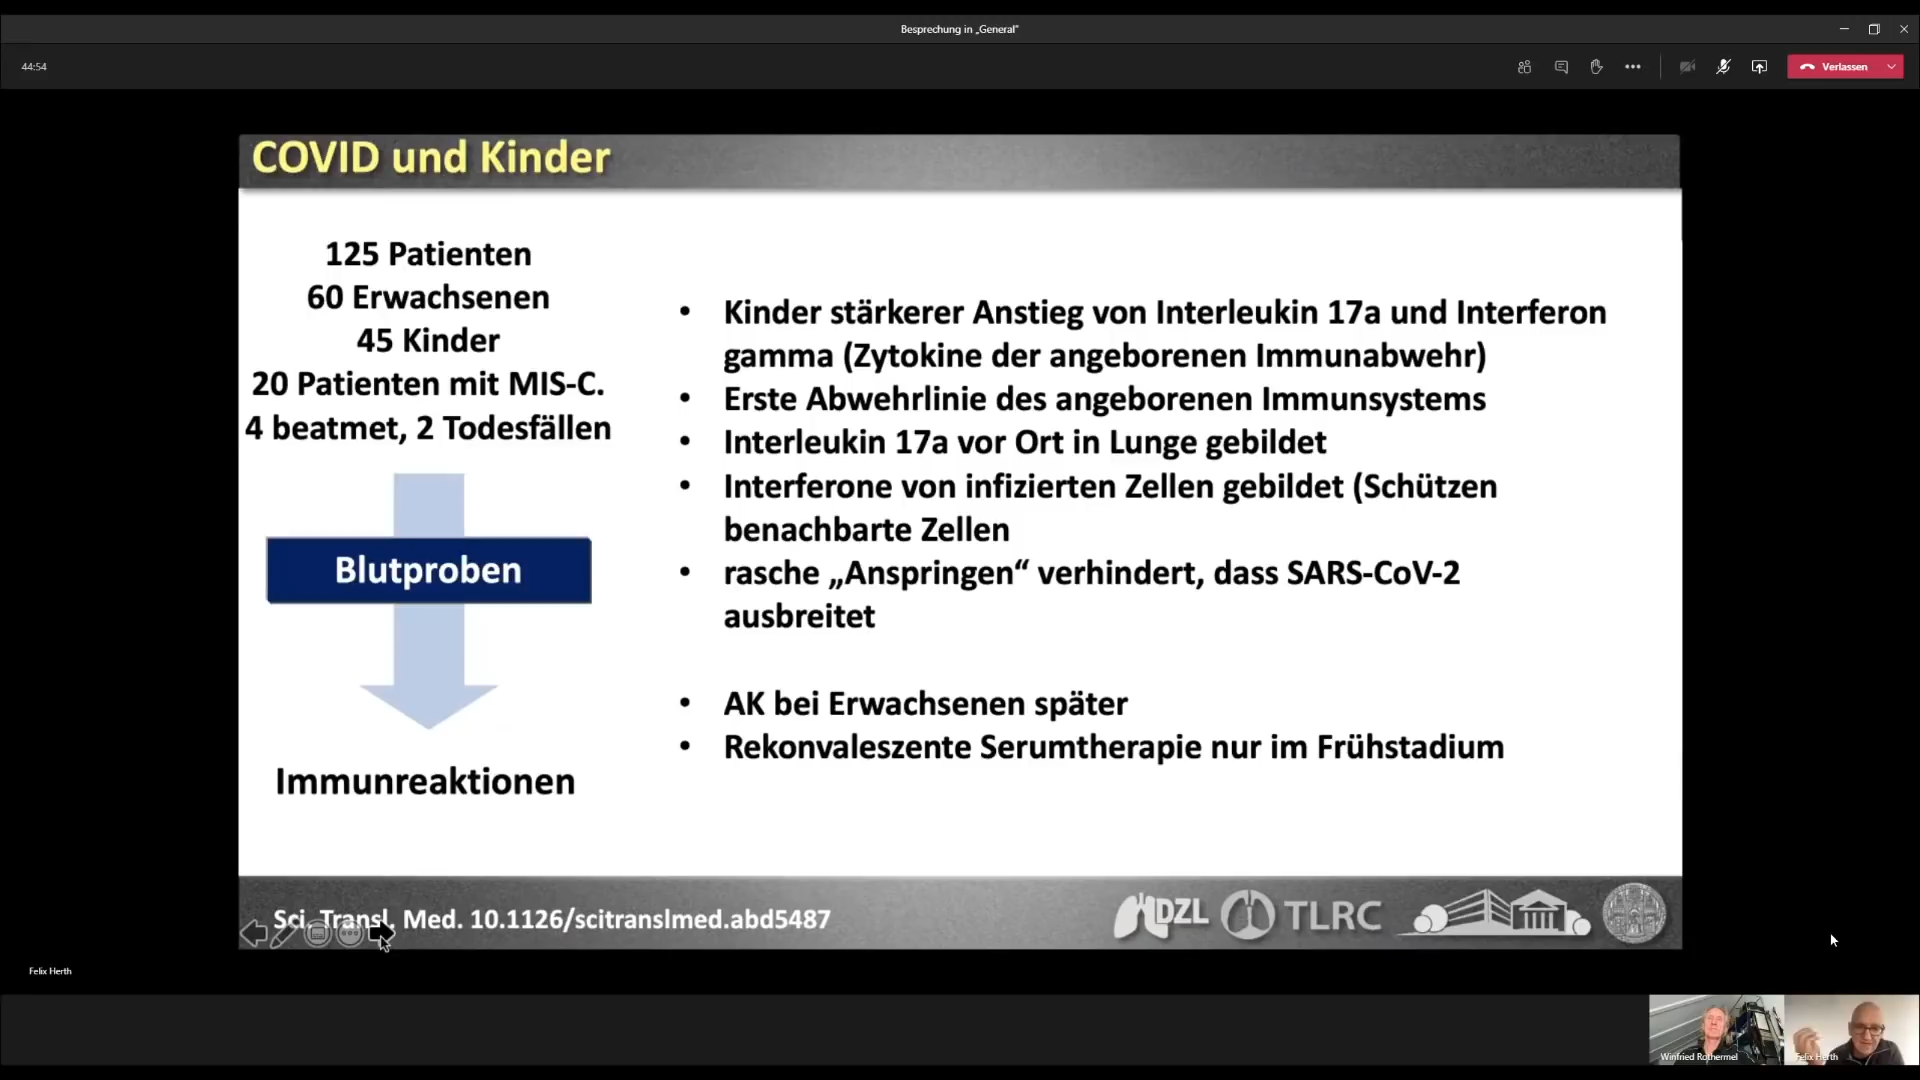 Besprechung in „General"
44:54
Verlassen
COVID und Kinder
125 Patienten
60 Erwachsenen
45 Kinder
20 Patienten mit MIS-C.
4 beatmet, 2 Todesfällen
Blutproben
Immunreaktionen
• Kinder stärkerer Anstieg von Interleukin 17a und Interferon
gamma (Zytokine der angeborenen Immunabwehr)
• Erste Abwehrlinie des angeborenen Immunsystems
• Interleukin 17a vor Ort in Lunge gebildet
• Interferone von infizierten Zellen gebildet (Schützen
benachbarte Zellen
• rasche „Anspringen“ verhindert, dass SARS-CoV-2
ausbreitet
• AK bei Erwachsenen später
• Rekonvaleszente Serumtherapie nur im Frühstadium
Sci. Transl. Med. 10.1126/scitranslmed.abd5487
DZL
TLRC
Felix Herth
Winfried Rothermel
Felix Herth